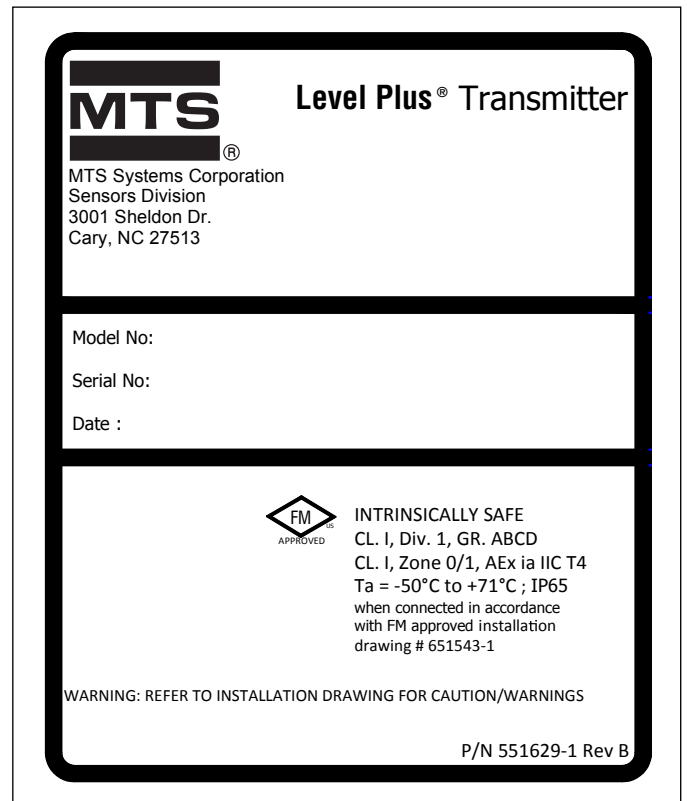 MTS
®
Level Plus® Transmitter
MTS Systems Corporation
Sensors Division
3001 Sheldon Dr.
Cary, NC 27513
Model No:
Serial No:
Date :
FM
US
APPROVED
INTRINSICALLY SAFE
CL. I, Div. 1, GR. ABCD
CL. I, Zone 0/1, AEx ia IIC T4
Ta = -50°C to +71°C ; IP65
when connected in accordance
with FM approved installation
drawing # 651543-1
WARNING: REFER TO INSTALLATION DRAWING FOR CAUTION/WARNINGS
P/N 551629-1 Rev B